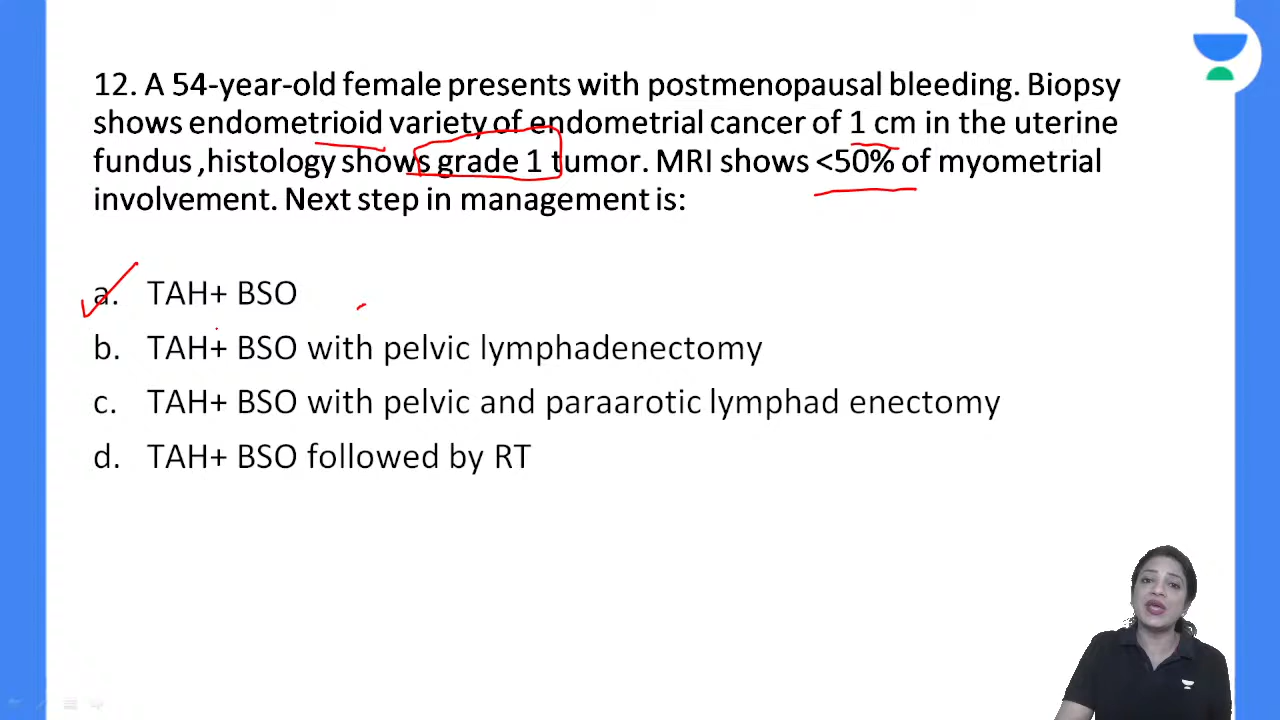 12. A 54-year-old female presents with postmenopausal bleeding. Biopsy
shows endometrioid variety of endometrial cancer of 1 cm in the uterine
fundus ,histology shows grade 1 tumor. MRI shows <50% of myometrial
involvement. Next step in management is:
a. TAH+ BSO
b. TAH+ BSO with pelvic lymphadenectomy
c. TAH+ BSO with pelvic and paraarotic lymphad enectomy
d. TAH+ BSO followed by RT